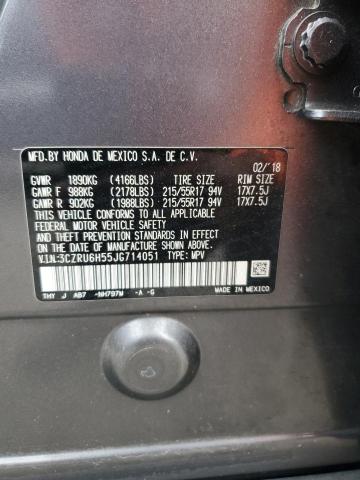 MFD.BY HONDA DE MEXICO S.A. DE C.V. 02/'18
GVWR 1890KG (4166LBS) TIRE SIZE RIM SIZE
GAWR F 988KG (2178LBS) 215/55R17 94V 17X7.5J
GAWR R 902KG (1988LBS) 215/55R17 94V 17X7.5J
THIS VEHICLE CONFORMS TO ALL APPLICABLE
FEDERAL MOTOR VEHICLE SAFETY AND THEFT
PREVENTION STANDARDS IN EFFECT ON THE DATE
OF MANUFACTURE SHOWN ABOVE.
V.I.N:3CZRU6H55JG714051 TYPE: MPV
THY J AB7 -NH797M -A -G MADE IN MEXICO